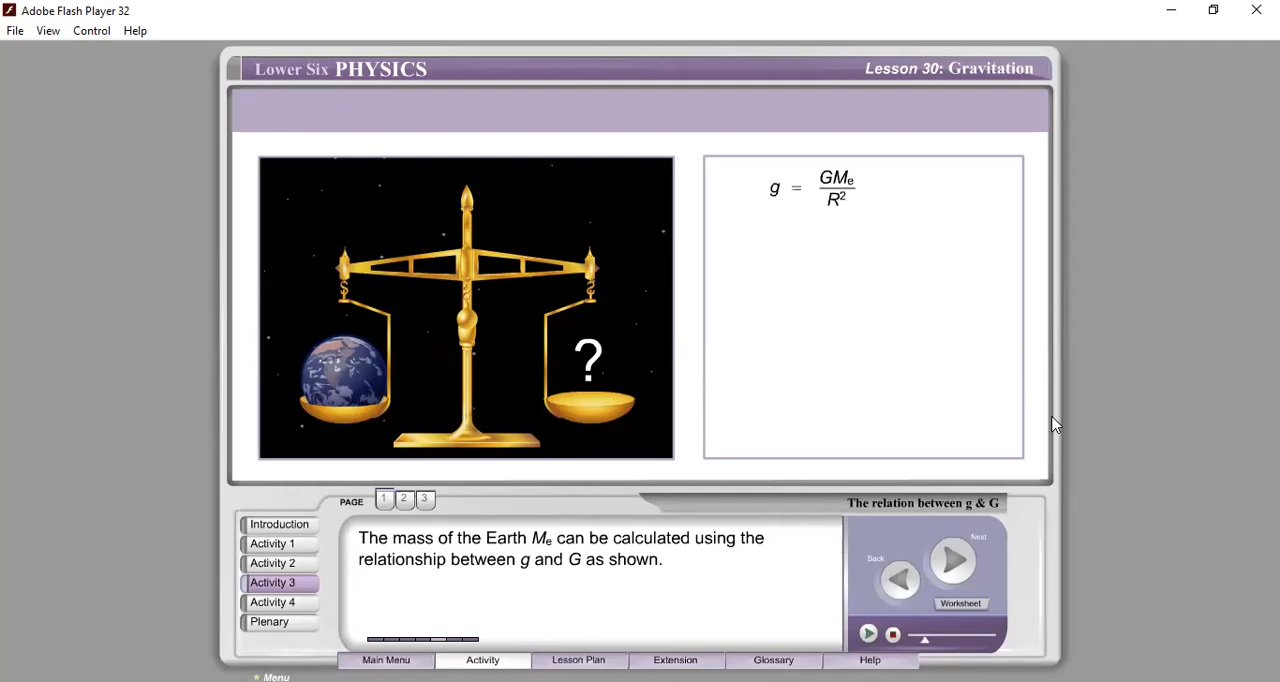 Adobe Flash Player 32
File View Control Help
Lower Six PHYSICS
Lesson 30: Gravitation
g = GMe
R²
?
PAGE 1 2 3
The relation between g & G
Introduction
Activity 1
Activity 2
Activity 3
Activity 4
Plenary
The mass of the Earth Me can be calculated using the
relationship between g and G as shown.
Next
Back
Worksheet
Main Menu Activity Lesson Plan Extension Glossary Help
★ Menu